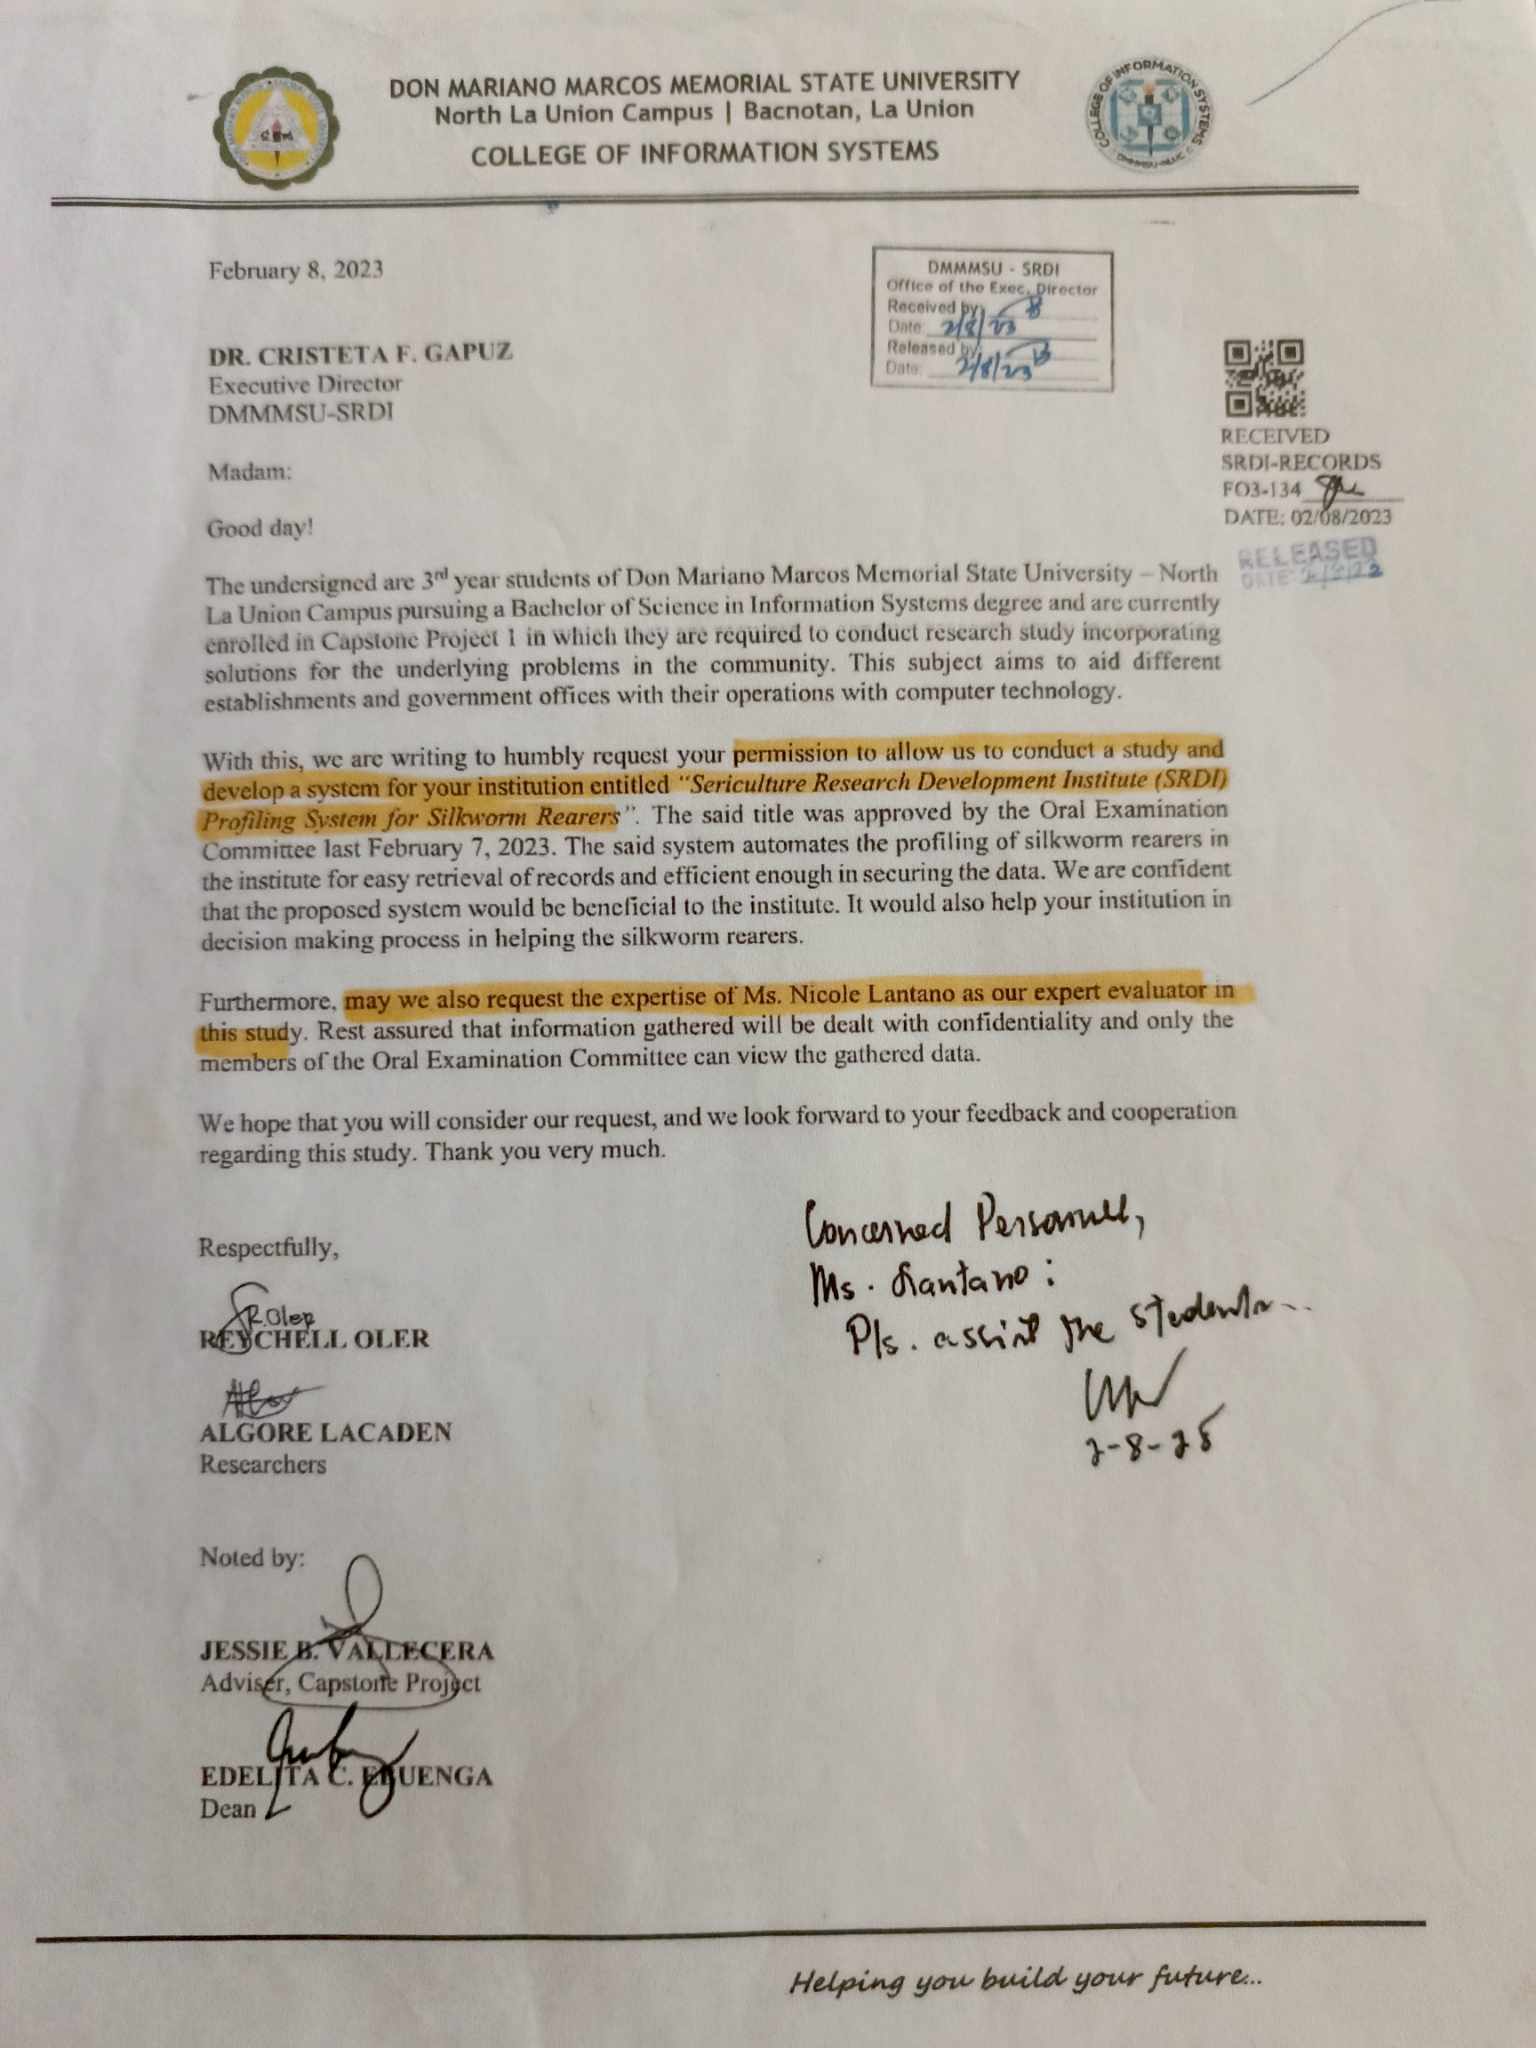 DON MARIANO MARCOS MEMORIAL STATE UNIVERSITY
North La Union Campus | Bacnotan, La Union
COLLEGE OF INFORMATION SYSTEMS
COLLEGE OF INFORMATION SYSTEMS
February 8, 2023
DMMMSU - SRDI
Office of the Exec. Director
Received by:
Date: 2/8/23
Released by:
Date: 2/8/23
DR. CRISTETA F. GAPUZ
Executive Director
DMMMSU-SRDI
RECEIVED
SRDI-RECORDS
FO3-134
DATE: 02/08/2023
RELEASED
DATE:
Madam:
Good day!
The undersigned are 3rd year students of Don Mariano Marcos Memorial State University – North
La Union Campus pursuing a Bachelor of Science in Information Systems degree and are currently
enrolled in Capstone Project 1 in which they are required to conduct research study incorporating
solutions for the underlying problems in the community. This subject aims to aid different
establishments and government offices with their operations with computer technology.
With this, we are writing to humbly request your permission to allow us to conduct a study and
develop a system for your institution entitled “Sericulture Research Development Institute (SRDI)
Profiling System for Silkworm Rearers”. The said title was approved by the Oral Examination
Committee last February 7, 2023. The said system automates the profiling of silkworm rearers in
the institute for easy retrieval of records and efficient enough in securing the data. We are confident
that the proposed system would be beneficial to the institute. It would also help your institution in
decision making process in helping the silkworm rearers.
Furthermore, may we also request the expertise of Ms. Nicole Lantano as our expert evaluator in
this study. Rest assured that information gathered will be dealt with confidentiality and only the
members of the Oral Examination Committee can view the gathered data.
We hope that you will consider our request, and we look forward to your feedback and cooperation
regarding this study. Thank you very much.
Respectfully,
R.Oler
REYCHELL OLER
ALGORE LACADEN
Researchers
Concerned Personnel,
Ms. Lantano:
Pls. assist the students...
Noted by:
JESSIE B. VALLECERA
Adviser, Capstone Project
EDELITA C. EBUENGA
Dean
Helping you build your future...